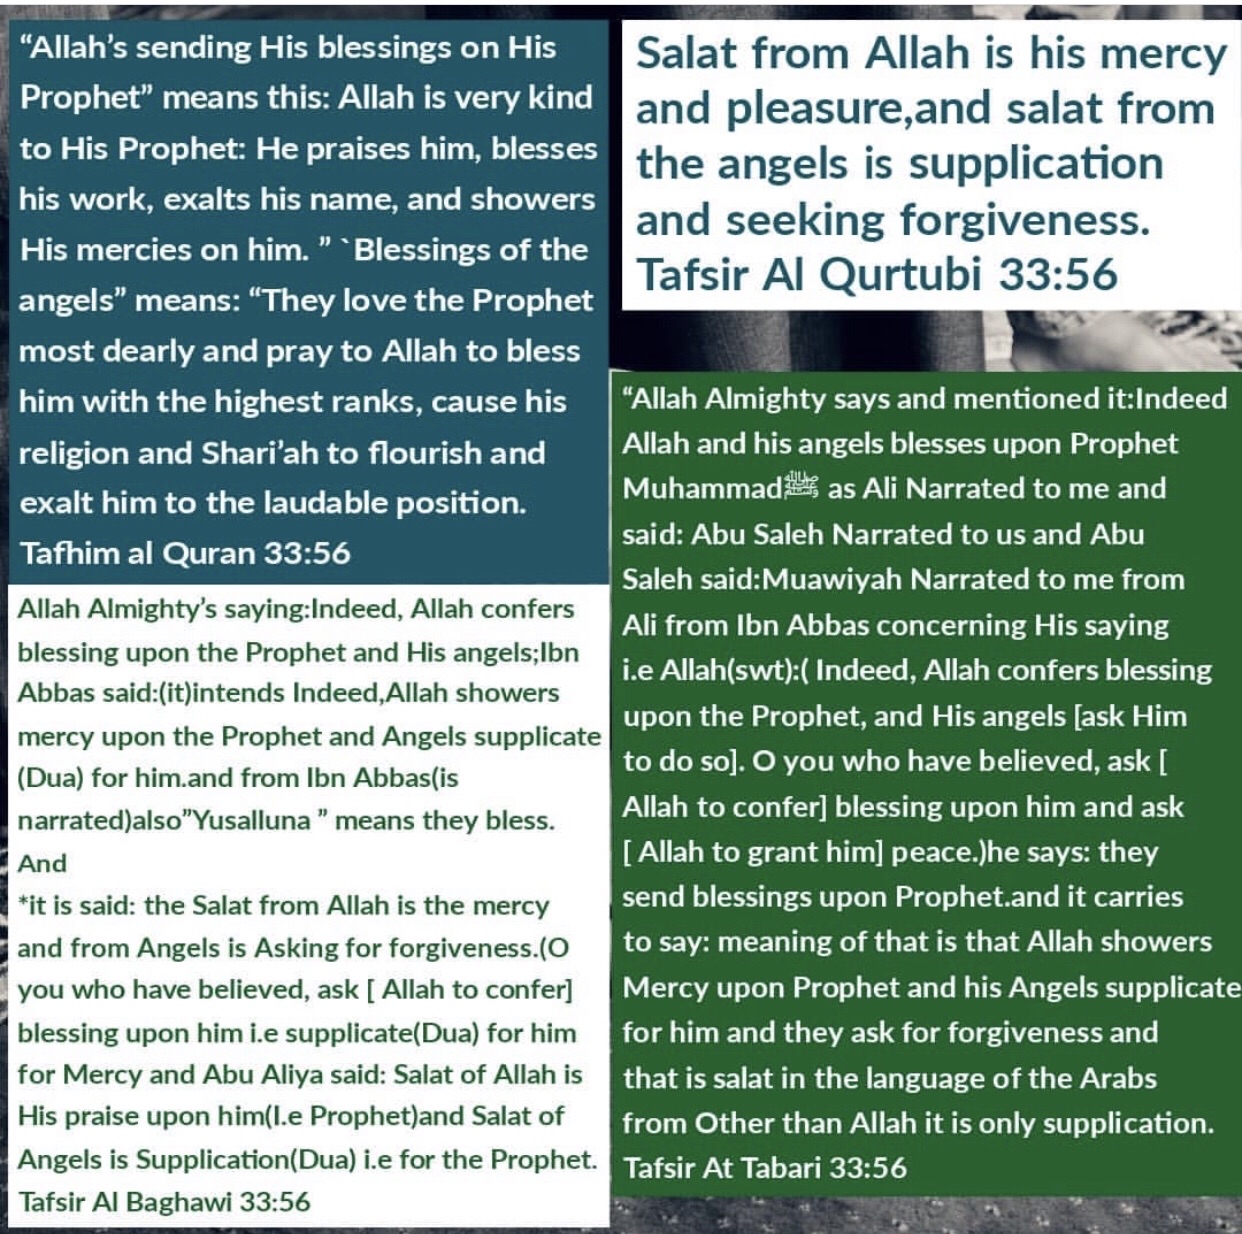 “Allah’s sending His blessings on His
Prophet” means this: Allah is very kind
to His Prophet: He praises him, blesses
his work, exalts his name, and showers
His mercies on him. ” `Blessings of the
angels” means: “They love the Prophet
most dearly and pray to Allah to bless
him with the highest ranks, cause his
religion and Shari’ah to flourish and
exalt him to the laudable position.
Tafhim al Quran 33:56
Allah Almighty’s saying:Indeed, Allah confers
blessing upon the Prophet and His angels;Ibn
Abbas said:(it)intends Indeed,Allah showers
mercy upon the Prophet and Angels supplicate
(Dua) for him.and from Ibn Abbas(is
narrated)also”Yusalluna ” means they bless.
And
*it is said: the Salat from Allah is the mercy
and from Angels is Asking for forgiveness.(O
you who have believed, ask [ Allah to confer]
blessing upon him i.e supplicate(Dua) for him
for Mercy and Abu Aliya said: Salat of Allah is
His praise upon him(I.e Prophet)and Salat of
Angels is Supplication(Dua) i.e for the Prophet.
Tafsir Al Baghawi 33:56
Salat from Allah is his mercy
and pleasure,and salat from
the angels is supplication
and seeking forgiveness.
Tafsir Al Qurtubi 33:56
“Allah Almighty says and mentioned it:Indeed
Allah and his angels blesses upon Prophet
Muhammadﷺ as Ali Narrated to me and
said: Abu Saleh Narrated to us and Abu
Saleh said:Muawiyah Narrated to me from
Ali from Ibn Abbas concerning His saying
i.e Allah(swt):( Indeed, Allah confers blessing
upon the Prophet, and His angels [ask Him
to do so]. O you who have believed, ask [
Allah to confer] blessing upon him and ask
[ Allah to grant him] peace.)he says: they
send blessings upon Prophet.and it carries
to say: meaning of that is that Allah showers
Mercy upon Prophet and his Angels supplicate
for him and they ask for forgiveness and
that is salat in the language of the Arabs
from Other than Allah it is only supplication.
Tafsir At Tabari 33:56